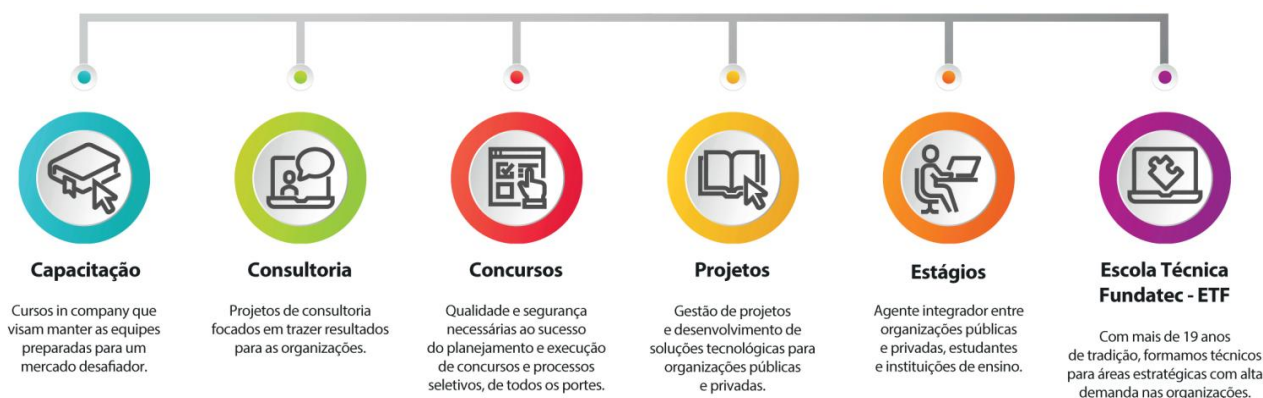 Capacitação
Cursos in company que
visam manter as equipes
preparadas para um
mercado desafiador.
Consultoria
Projetos de consultoria
focados em trazer resultados
para as organizações.
Concursos
Qualidade e segurança
necessárias ao sucesso
do planejamento e execução
de concursos e processos
seletivos, de todos os portes.
Projetos
Gestão de projetos
e desenvolvimento de
soluções tecnológicas para
organizações públicas
e privadas.
Estágios
Agente integrador entre
organizações públicas
e privadas, estudantes
e instituições de ensino.
Escola Técnica
Fundatec - ETF
Com mais de 19 anos
de tradição, formamos técnicos
para áreas estratégicas com alta
demanda nas organizações.